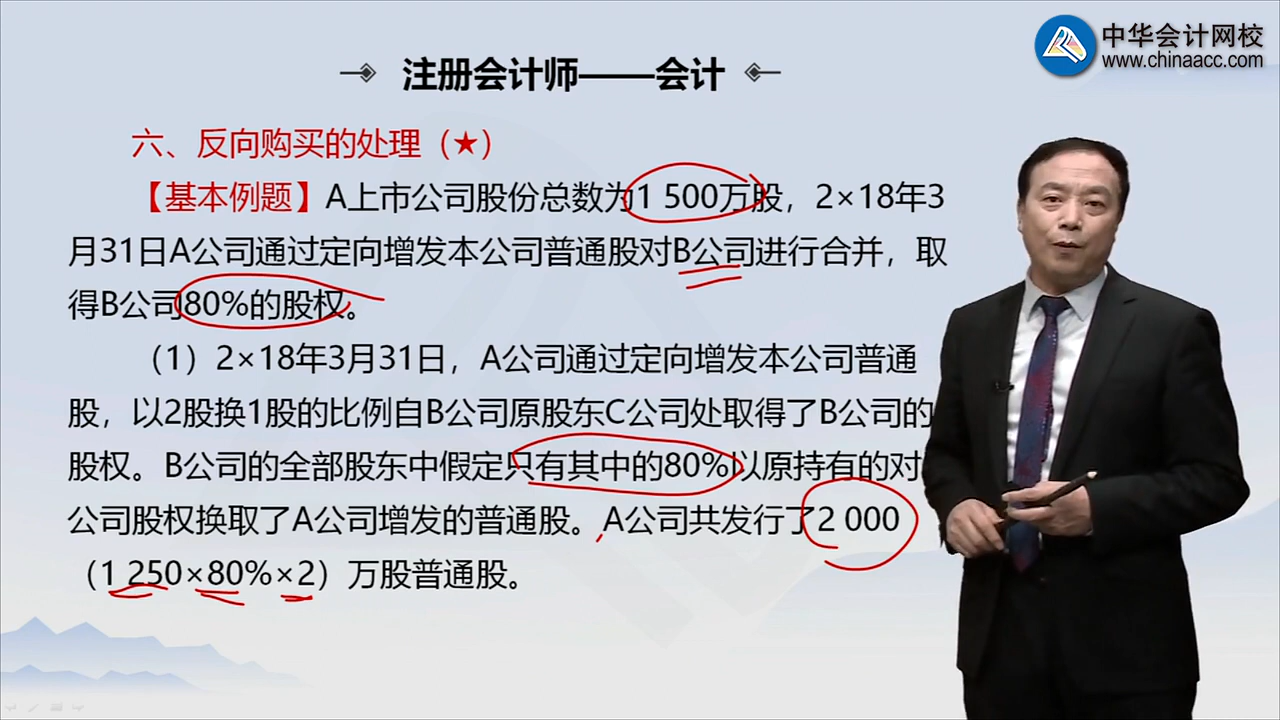 中华会计网校
www.chinaacc.com
注册会计师——会计
六、反向购买的处理（★）
【基本例题】A上市公司股份总数为1 500万股，2×18年3
月31日A公司通过定向增发本公司普通股对B公司进行合并，取
得B公司80%的股权。
（1）2×18年3月31日，A公司通过定向增发本公司普通
股，以2股换1股的比例自B公司原股东C公司处取得了B公司的
股权。B公司的全部股东中假定只有其中的80%以原持有的对
公司股权换取了A公司增发的普通股。A公司共发行了2 000
（1 250×80%×2）万股普通股。